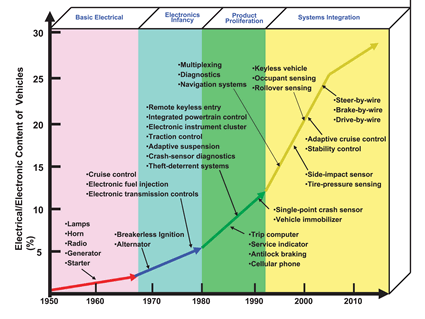 Basic Electrical
Electronics
Infancy
Product
Proliferation
Systems Integration
Electrical/Electronic Content of Vehicles
(%)
30
25
20
15
10
5
•Multiplexing
•Diagnostics
•Navigation systems
•Keyless vehicle
•Occupant sensing
•Rollover sensing
•Remote keyless entry
•Integrated powertrain control
•Electronic instrument cluster
•Traction control
•Adaptive suspension
•Crash-sensor diagnostics
•Theft-deterrent systems
•Steer-by-wire
•Brake-by-wire
•Drive-by-wire
•Adaptive cruise control
•Stability control
•Cruise control
•Electronic fuel injection
•Electronic transmission controls
•Side-impact sensor
•Tire-pressure sensing
•Single-point crash sensor
•Vehicle immobilizer
•Lamps
•Horn
•Radio
•Generator
•Starter
•Breakerless Ignition
•Alternator
•Trip computer
•Service indicator
•Antilock braking
•Cellular phone
1950 1960 1970 1980 1990 2000 2010